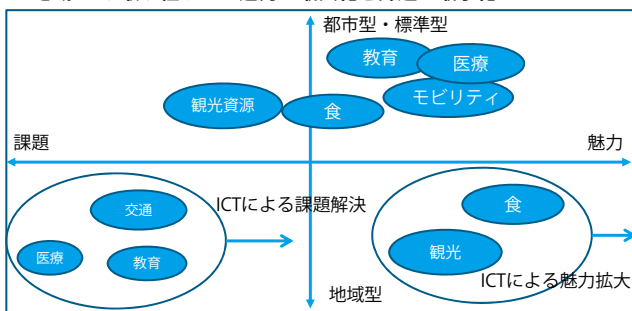 都市型・標準型
教育
医療
モビリティ
観光資源
食
課題
魅力
交通
ICTによる課題解決
医療
教育
食
観光
ICTによる魅力拡大
地域型